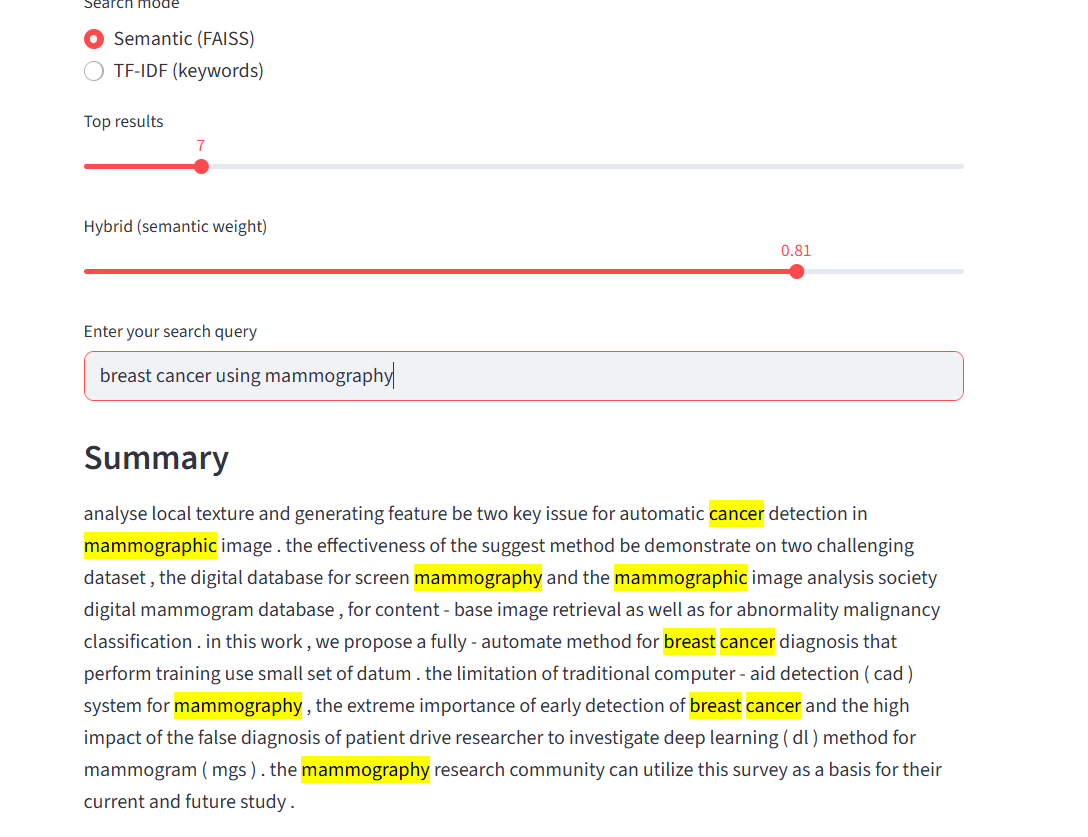 Search mode
Semantic (FAISS)
TF-IDF (keywords)
Top results
7
Hybrid (semantic weight)
0.81
Enter your search query
breast cancer using mammography
Summary
analyse local texture and generating feature be two key issue for automatic cancer detection in
mammographic image . the effectiveness of the suggest method be demonstrate on two challenging
dataset , the digital database for screen mammography and the mammographic image analysis society
digital mammogram database , for content - base image retrieval as well as for abnormality malignancy
classification . in this work , we propose a fully - automate method for breast cancer diagnosis that
perform training use small set of datum . the limitation of traditional computer - aid detection ( cad )
system for mammography , the extreme importance of early detection of breast cancer and the high
impact of the false diagnosis of patient drive researcher to investigate deep learning ( dl ) method for
mammogram ( mgs ) . the mammography research community can utilize this survey as a basis for their
current and future study .